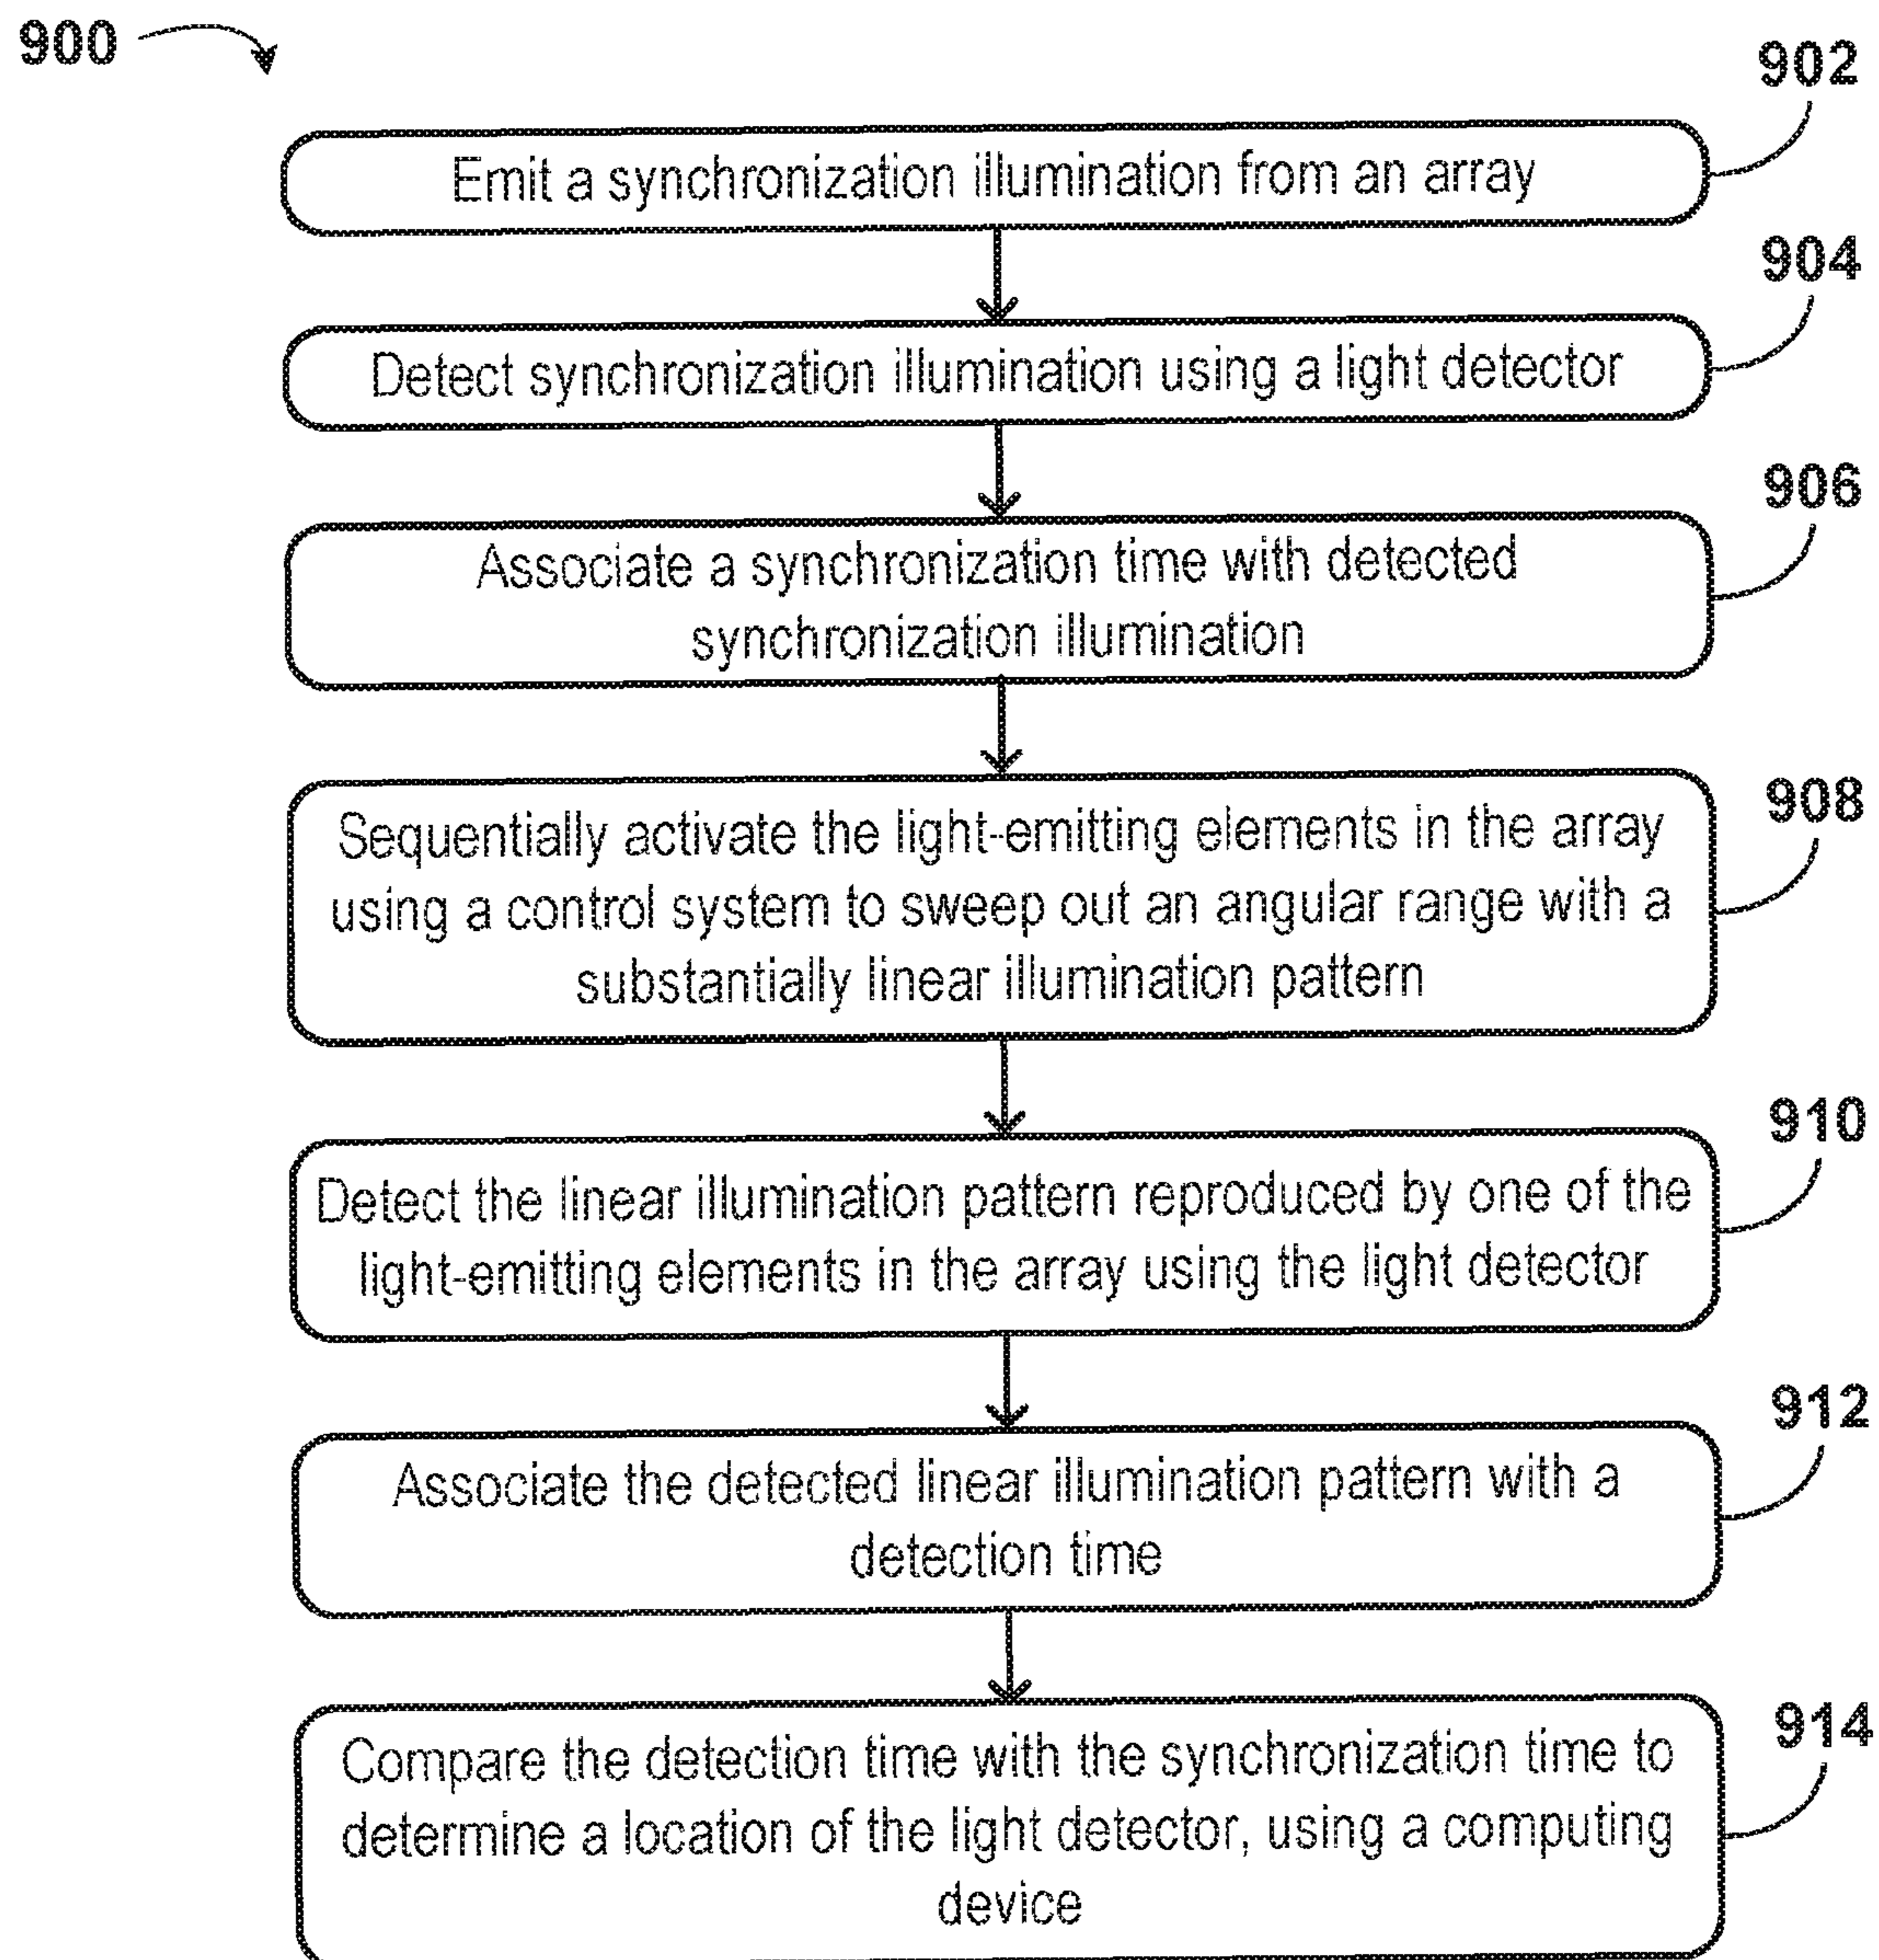 900
902
Emit a synchronization illumination from an array
904
Detect synchronization illumination using a light detector
906
Associate a synchronization time with detected
synchronization illumination
908
Sequentially activate the light-emitting elements in the array
using a control system to sweep out an angular range with a
substantially linear illumination pattern
910
Detect the linear illumination pattern reproduced by one of the
light-emitting elements in the array using the light detector
912
Associate the detected linear illumination pattern with a
detection time
914
Compare the detection time with the synchronization time to
determine a location of the light detector, using a computing
device